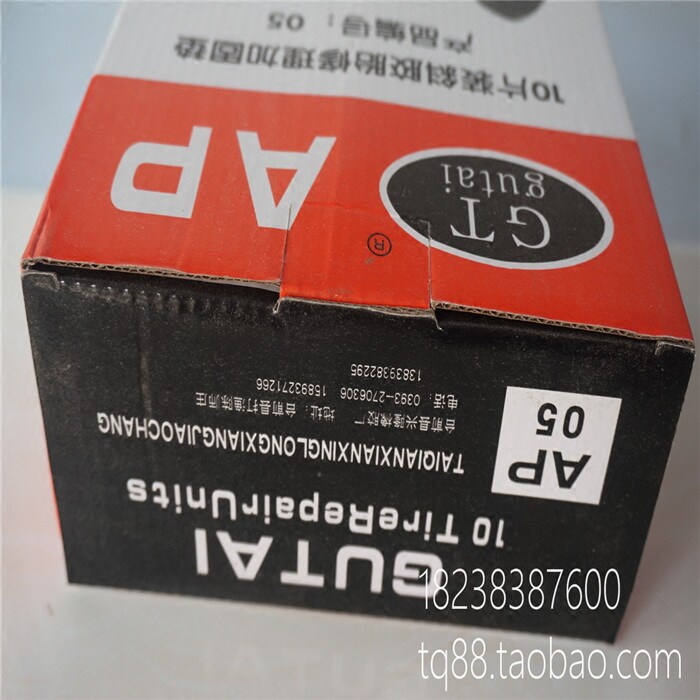 GUTAI
10 TireRepairUnits
TAIQIANXIANXINGLONGXIANGJIAOCHANG
台前县兴隆橡胶厂 地址: 台前县打渔陈师庄
电话: 0393-2706306 15893271266
13839382295
AP
05
®
GT
gutai
AP
10片装斜胶胎修理加固垫
产品编号: 05
18238387600
tq88.taobao.com